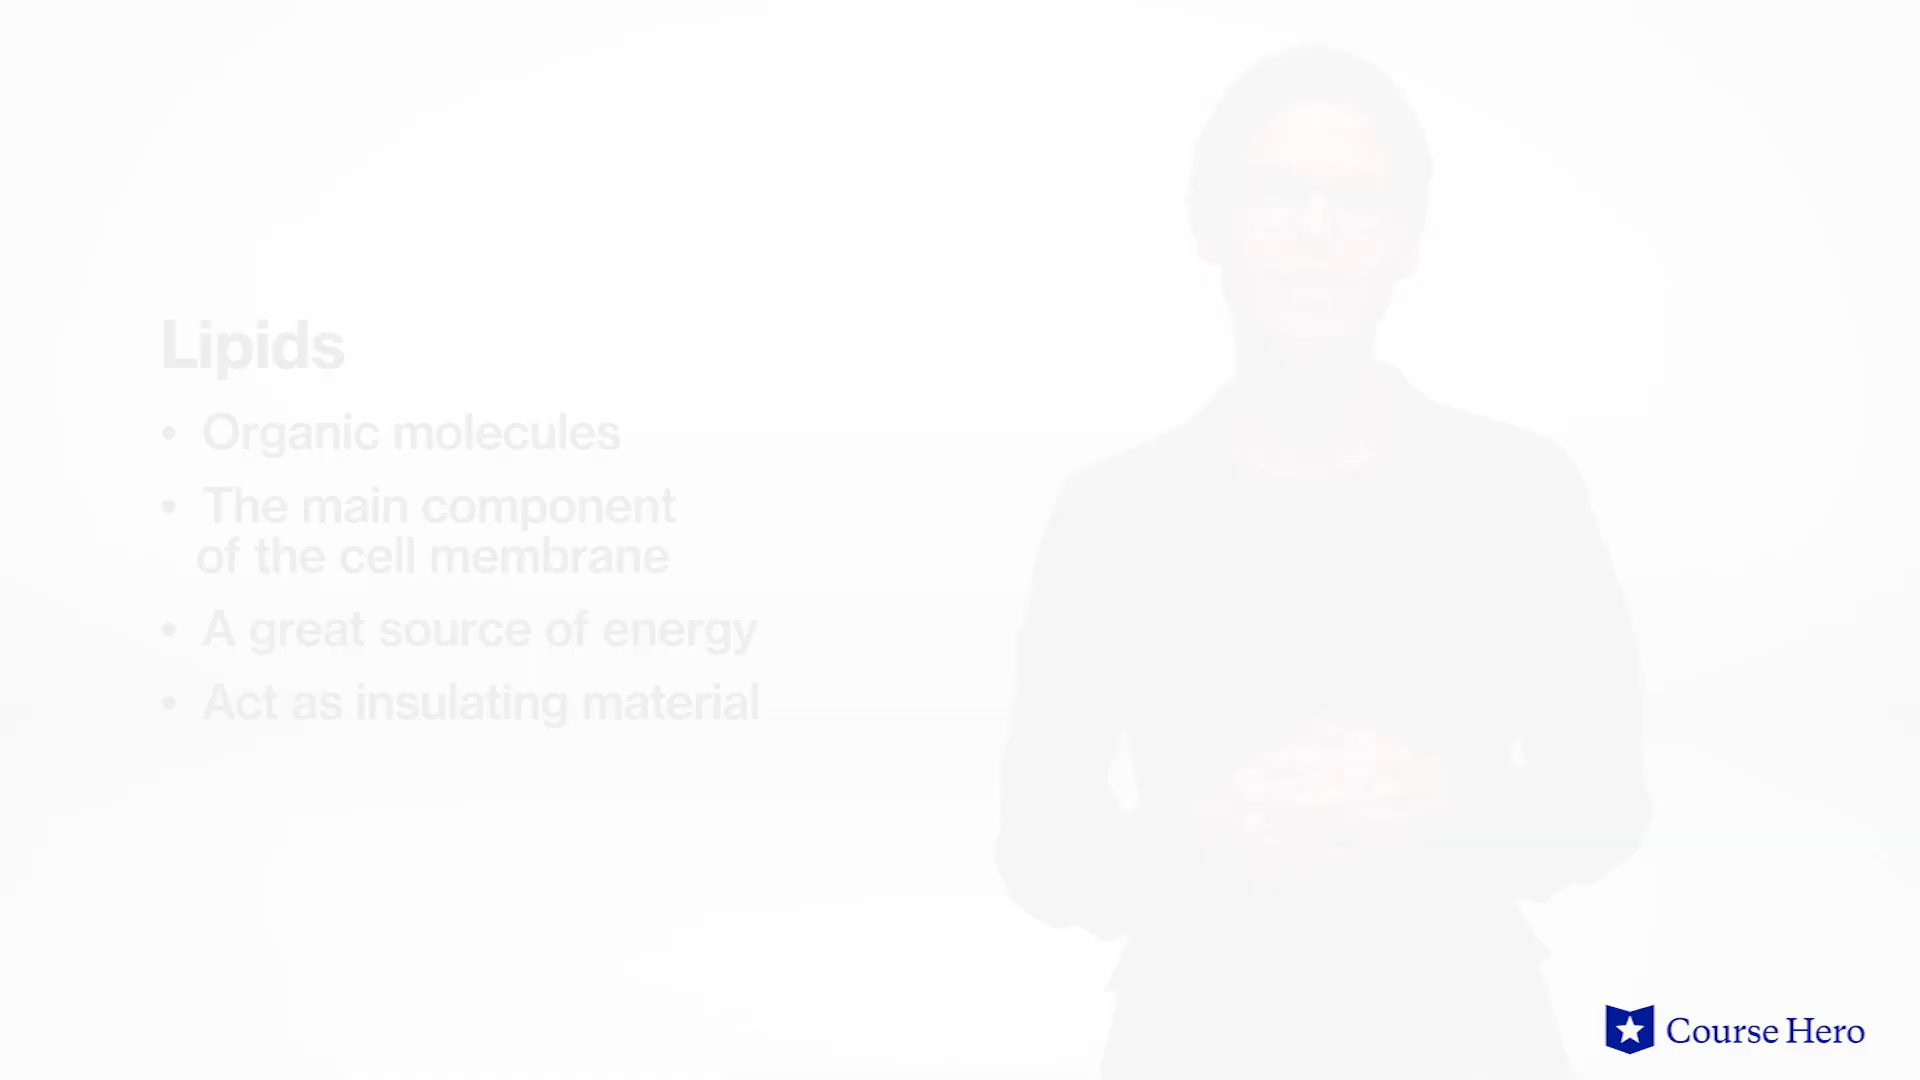 Lipids
• Organic molecules
• The main component
of the cell membrane
• A great source of energy
• Act as insulating material
Course Hero